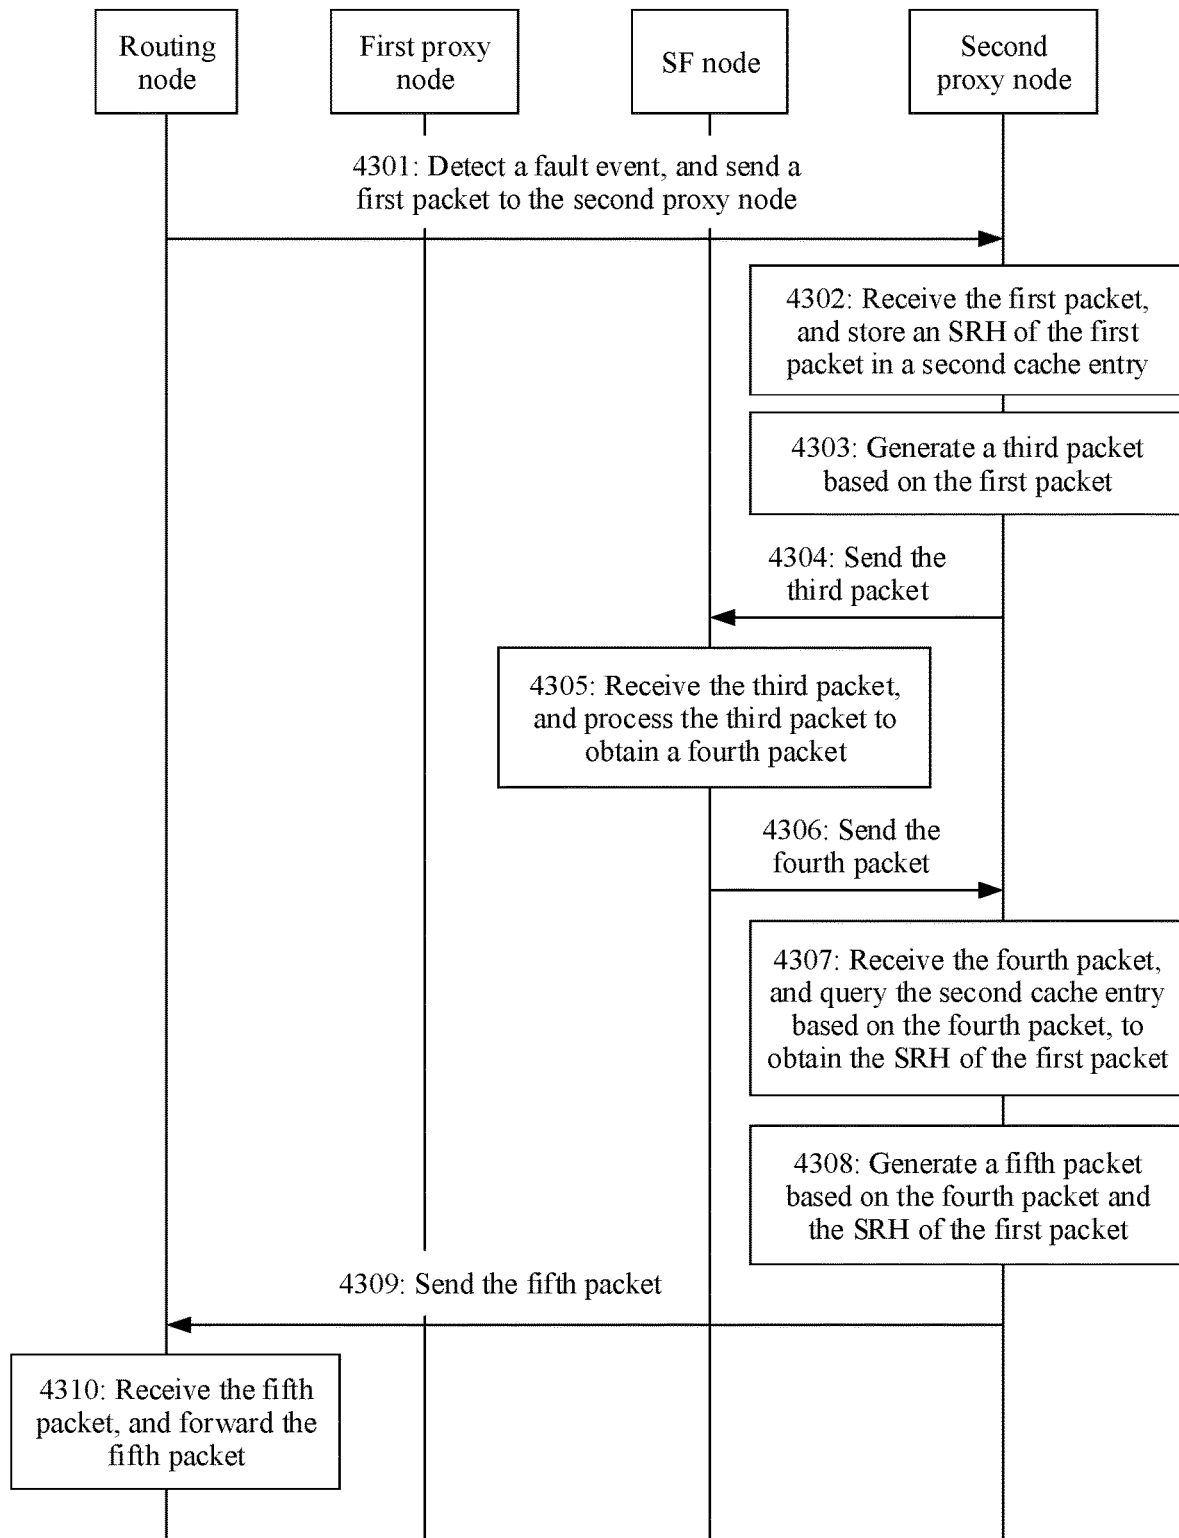 Routing
node
First proxy
node
SF node
Second
proxy node
4301: Detect a fault event, and send a
first packet to the second proxy node
4302: Receive the first packet,
and store an SRH of the first
packet in a second cache entry
4303: Generate a third packet
based on the first packet
4304: Send the
third packet
4305: Receive the third packet,
and process the third packet to
obtain a fourth packet
4306: Send the
fourth packet
4307: Receive the fourth packet,
and query the second cache entry
based on the fourth packet, to
obtain the SRH of the first packet
4308: Generate a fifth packet
based on the fourth packet and
the SRH of the first packet
4309: Send the fifth packet
4310: Receive the fifth
packet, and forward the
fifth packet